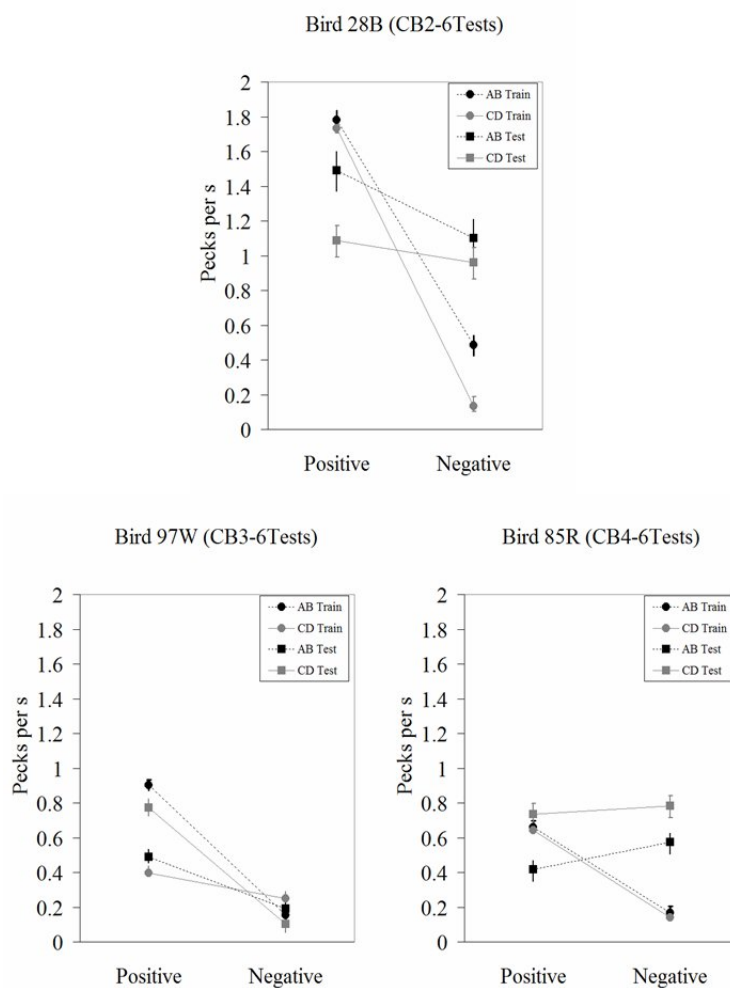 Bird 28B (CB2-6Tests)
Pecks per s
2
1.8
1.6
1.4
1.2
1
0.8
0.6
0.4
0.2
0
AB Train
CD Train
AB Test
CD Test
Positive Negative
Bird 97W (CB3-6Tests)
Pecks per s
2
1.8
1.6
1.4
1.2
1
0.8
0.6
0.4
0.2
0
AB Train
CD Train
AB Test
CD Test
Positive Negative
Bird 85R (CB4-6Tests)
Pecks per s
2
1.8
1.6
1.4
1.2
1
0.8
0.6
0.4
0.2
0
AB Train
CD Train
AB Test
CD Test
Positive Negative